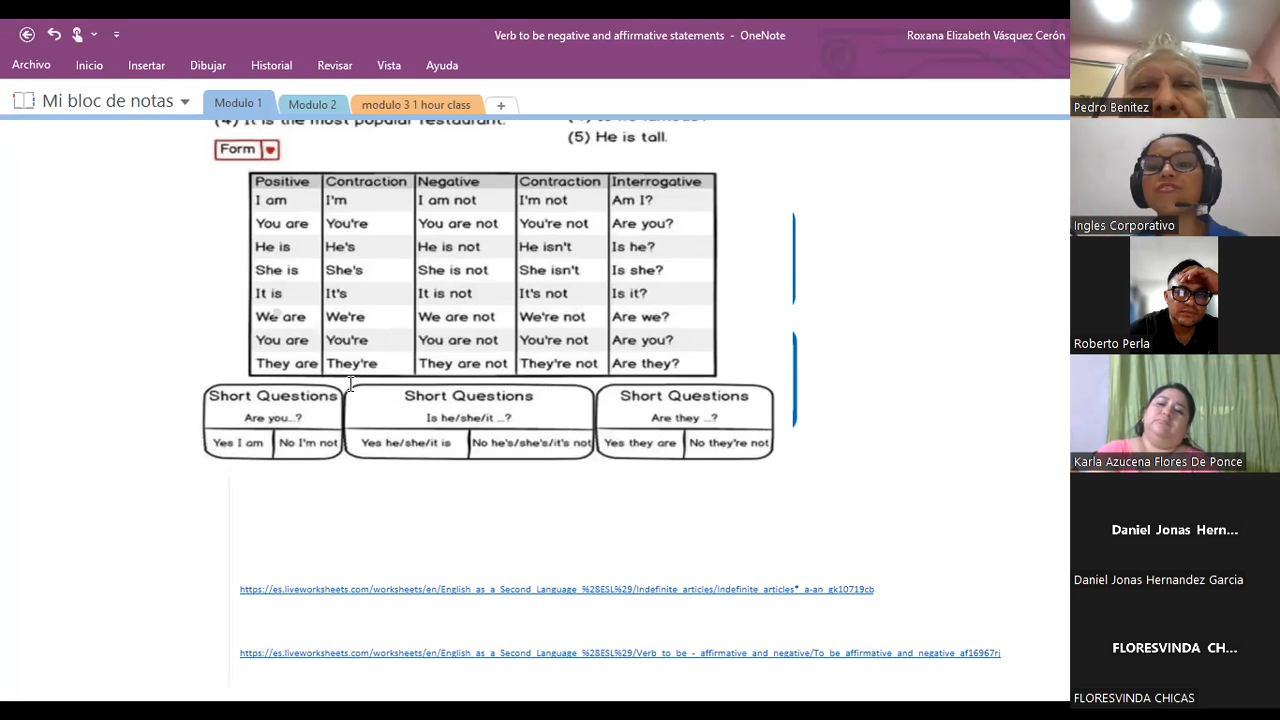 Verb to be negative and affirmative statements - OneNote
Roxana Elizabeth Vásquez Cerón
Archivo Inicio Insertar Dibujar Historial Revisar Vista Ayuda
Mi bloc de notas Modulo 1 Modulo 2 modulo 3 1 hour class +
(4) It is the most popular restaurant.
(5) He is tall.
Form
Positive Contraction Negative Contraction Interrogative
I am I'm I am not I'm not Am I?
You are You're You are not You're not Are you?
He is He's He is not He isn't Is he?
She is She's She is not She isn't Is she?
It is It's It is not It's not Is it?
We are We're We are not We're not Are we?
You are You're You are not You're not Are you?
They are They're They are not They're not Are they?
Short Questions Short Questions Short Questions
Are you...? Is he/she/it ...? Are they ...?
Yes I am No I'm not Yes he/she/it is No he's/she's/it's not Yes they are No they're not
https://es.liveworksheets.com/worksheets/en/English_as_a_Second_Language_%28ESL%29/Indefinite_articles/Indefinite_articles*_a-an_gk10719cb
https://es.liveworksheets.com/worksheets/en/English_as_a_Second_Language_%28ESL%29/Verb_to_be_-_affirmative_and_negative/To_be_affirmative_and_negative_af16967rj
Pedro Benitez
Ingles Corporativo
Roberto Perla
Karla Azucena Flores De Ponce
Daniel Jonas Hern...
Daniel Jonas Hernandez Garcia
FLORESVINDA CH...
FLORESVINDA CHICAS